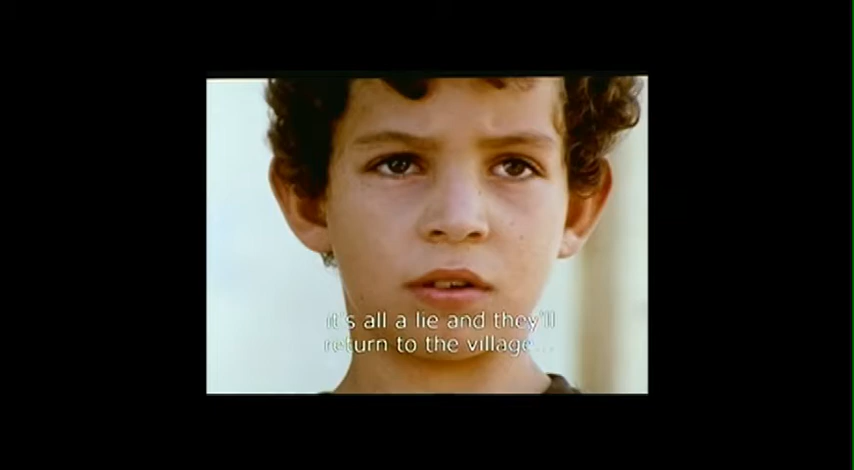 it's all a lie and they'll
return to the village...